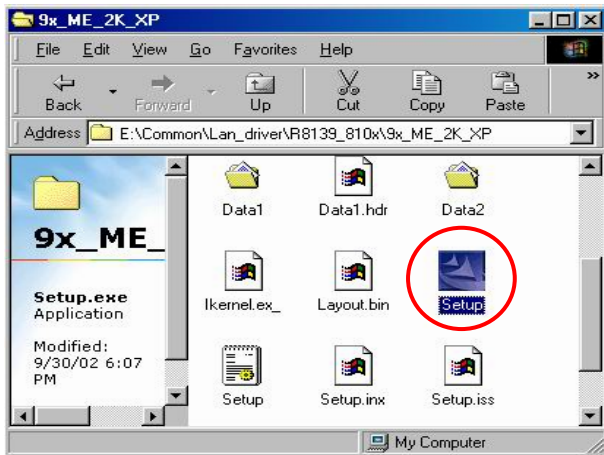 9x_ME_2K_XP
File Edit View Go Favorites Help
Back Forward Up Cut Copy Paste »
Address E:\Common\Lan_driver\R8139_810x\9x_ME_2K_XP
Data1 Data1.hdr Data2
9x_ME_
Setup.exe
Application
Modified:
9/30/02 6:07
PM
Ikernel.ex_ Layout.bin Setup
Setup Setup.inx Setup.iss
My Computer